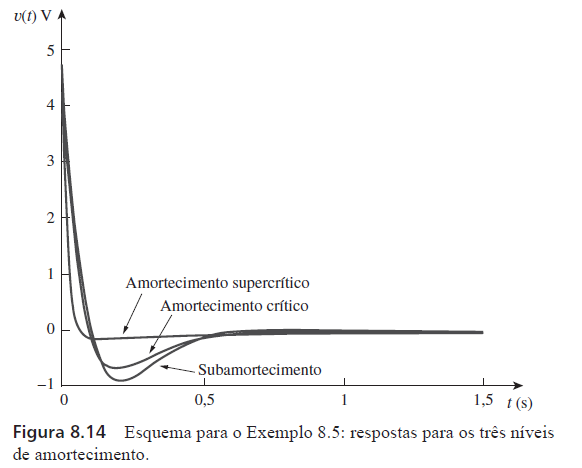 v(t) V
5
4
3
2
1
0
–1
Amortecimento supercrítico
Amortecimento crítico
Subamortecimento
0
0,5
1
1,5
t (s)
Figura 8.14 Esquema para o Exemplo 8.5: respostas para os três níveis
de amortecimento.